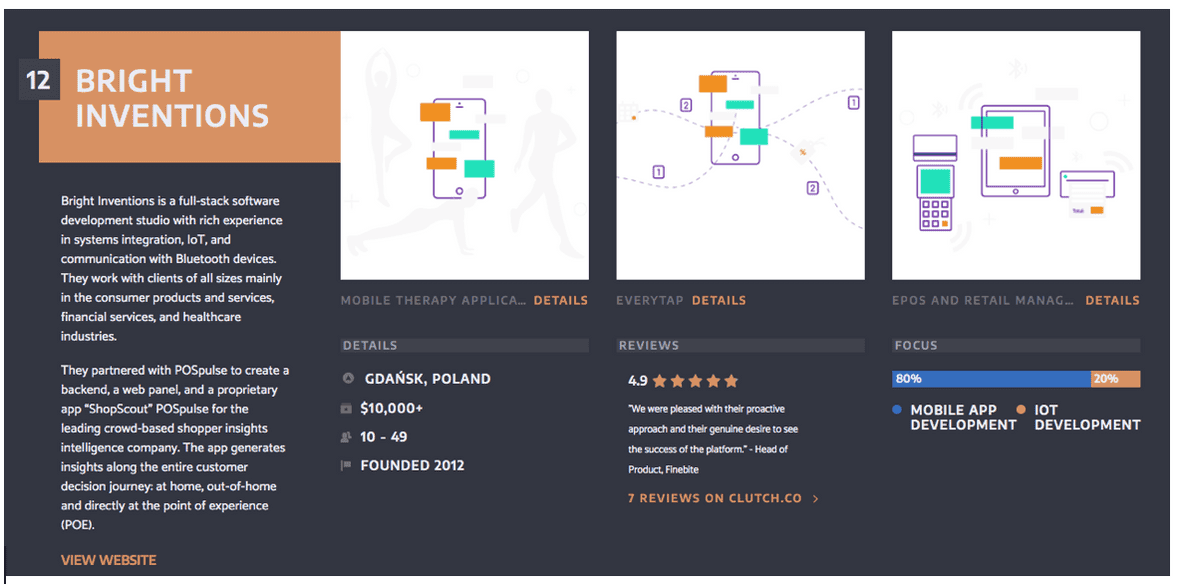 12
BRIGHT
INVENTIONS
Bright Inventions is a full-stack software
development studio with rich experience
in systems integration, IoT, and
communication with Bluetooth devices.
They work with clients of all sizes mainly
in the consumer products and services,
financial services, and healthcare
industries.
They partnered with POSpulse to create a
backend, a web panel, and a proprietary
app “ShopScout” POSpulse for the
leading crowd-based shopper insights
intelligence company. The app generates
insights along the entire customer
decision journey: at home, out-of-home
and directly at the point of experience
(POE).
VIEW WEBSITE
MOBILE THERAPY APPLICA... DETAILS
DETAILS
GDAŃSK, POLAND
$10,000+
10 - 49
FOUNDED 2012
2
1
1
%
2
EVERYTAP DETAILS
REVIEWS
4.9
"We were pleased with their proactive
approach and their genuine desire to see
the success of the platform." - Head of
Product, Finebite
7 REVIEWS ON CLUTCH.CO >
Total
EPOS AND RETAIL MANAG... DETAILS
FOCUS
80% 20%
MOBILE APP
DEVELOPMENT
IOT
DEVELOPMENT